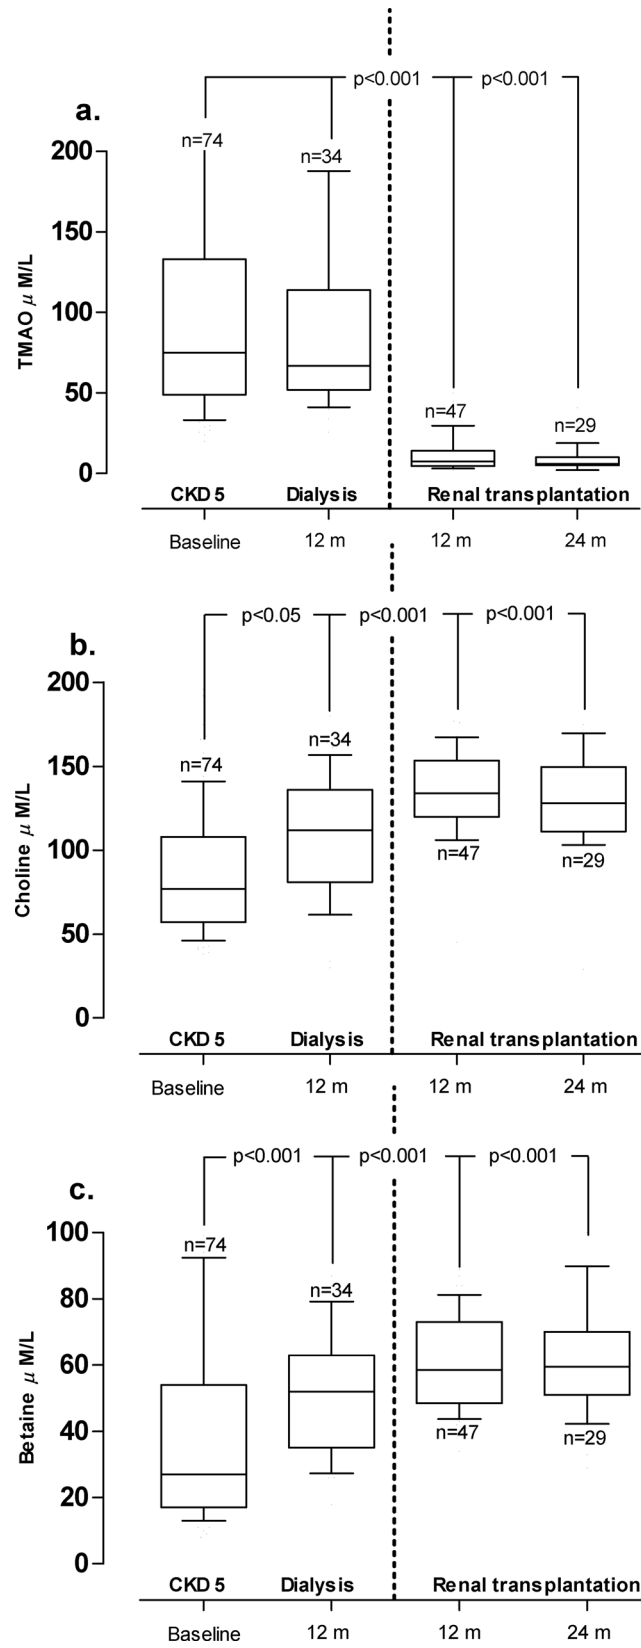 p<0.001 p<0.001
a.
n=74
n=34
200
150
100
50
0
TMAO μ M/L
n=47
n=29
CKD 5 Dialysis Renal transplantation
Baseline 12 m 12 m 24 m
p<0.05 p<0.001 p<0.001
b.
200
150
100
50
0
Choline μ M/L
n=74
n=34
n=47
n=29
CKD 5 Dialysis Renal transplantation
Baseline 12 m 12 m 24 m
p<0.001 p<0.001 p<0.001
c.
100
80
60
40
20
0
Betaine μ M/L
n=74
n=34
n=47
n=29
CKD 5 Dialysis Renal transplantation
Baseline 12 m 12 m 24 m